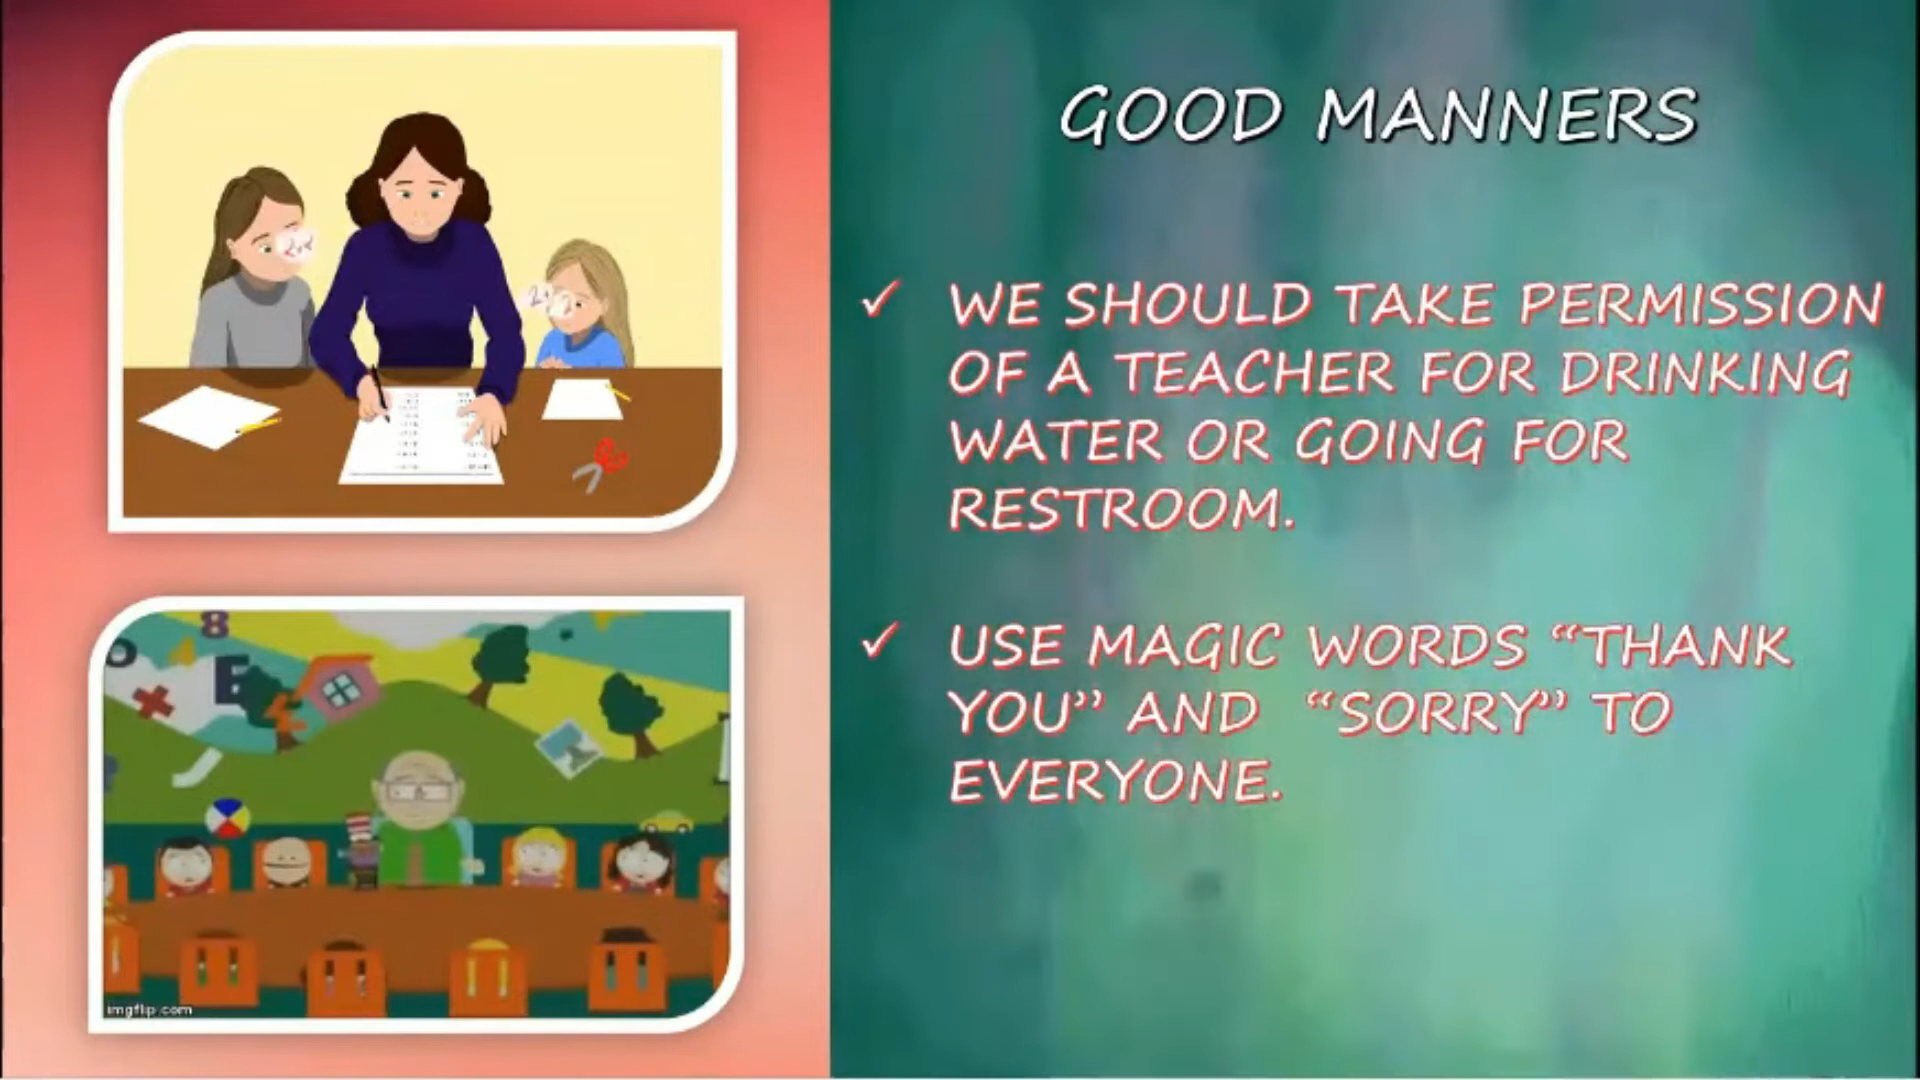 GOOD MANNERS
✓ WE SHOULD TAKE PERMISSION
OF A TEACHER FOR DRINKING
WATER OR GOING FOR
RESTROOM.
✓ USE MAGIC WORDS “THANK
YOU” AND “SORRY” TO
EVERYONE.
8
E
imgflip.com